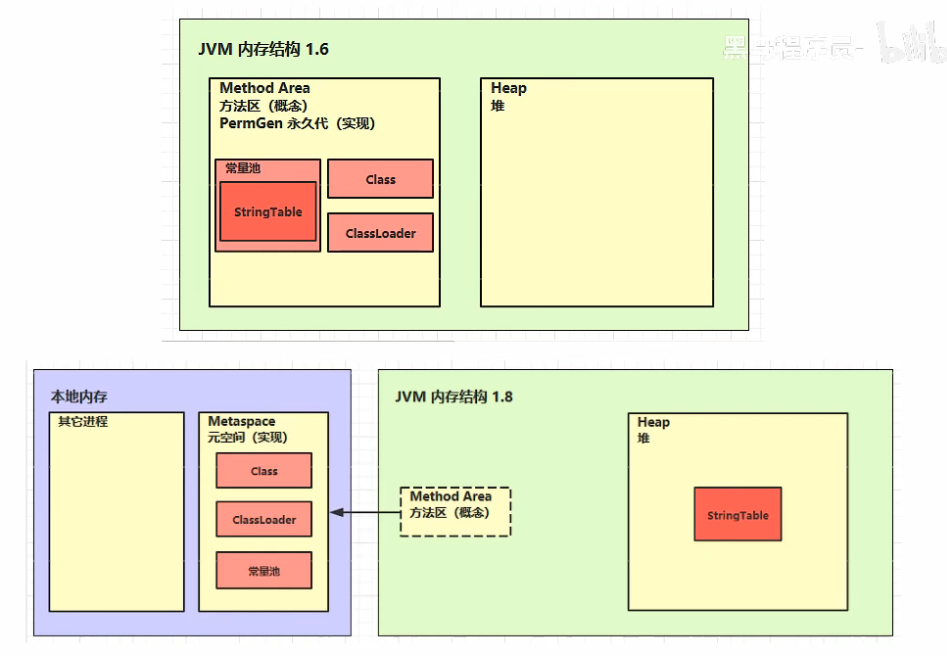 JVM 内存结构 1.6
黑马程序员-
bilibili
Method Area
方法区（概念）
PermGen 永久代（实现）
常量池
StringTable
Class
ClassLoader
Heap
堆
本地内存
其它进程
Metaspace
元空间（实现）
Class
ClassLoader
常量池
JVM 内存结构 1.8
Method Area
方法区（概念）
Heap
堆
StringTable